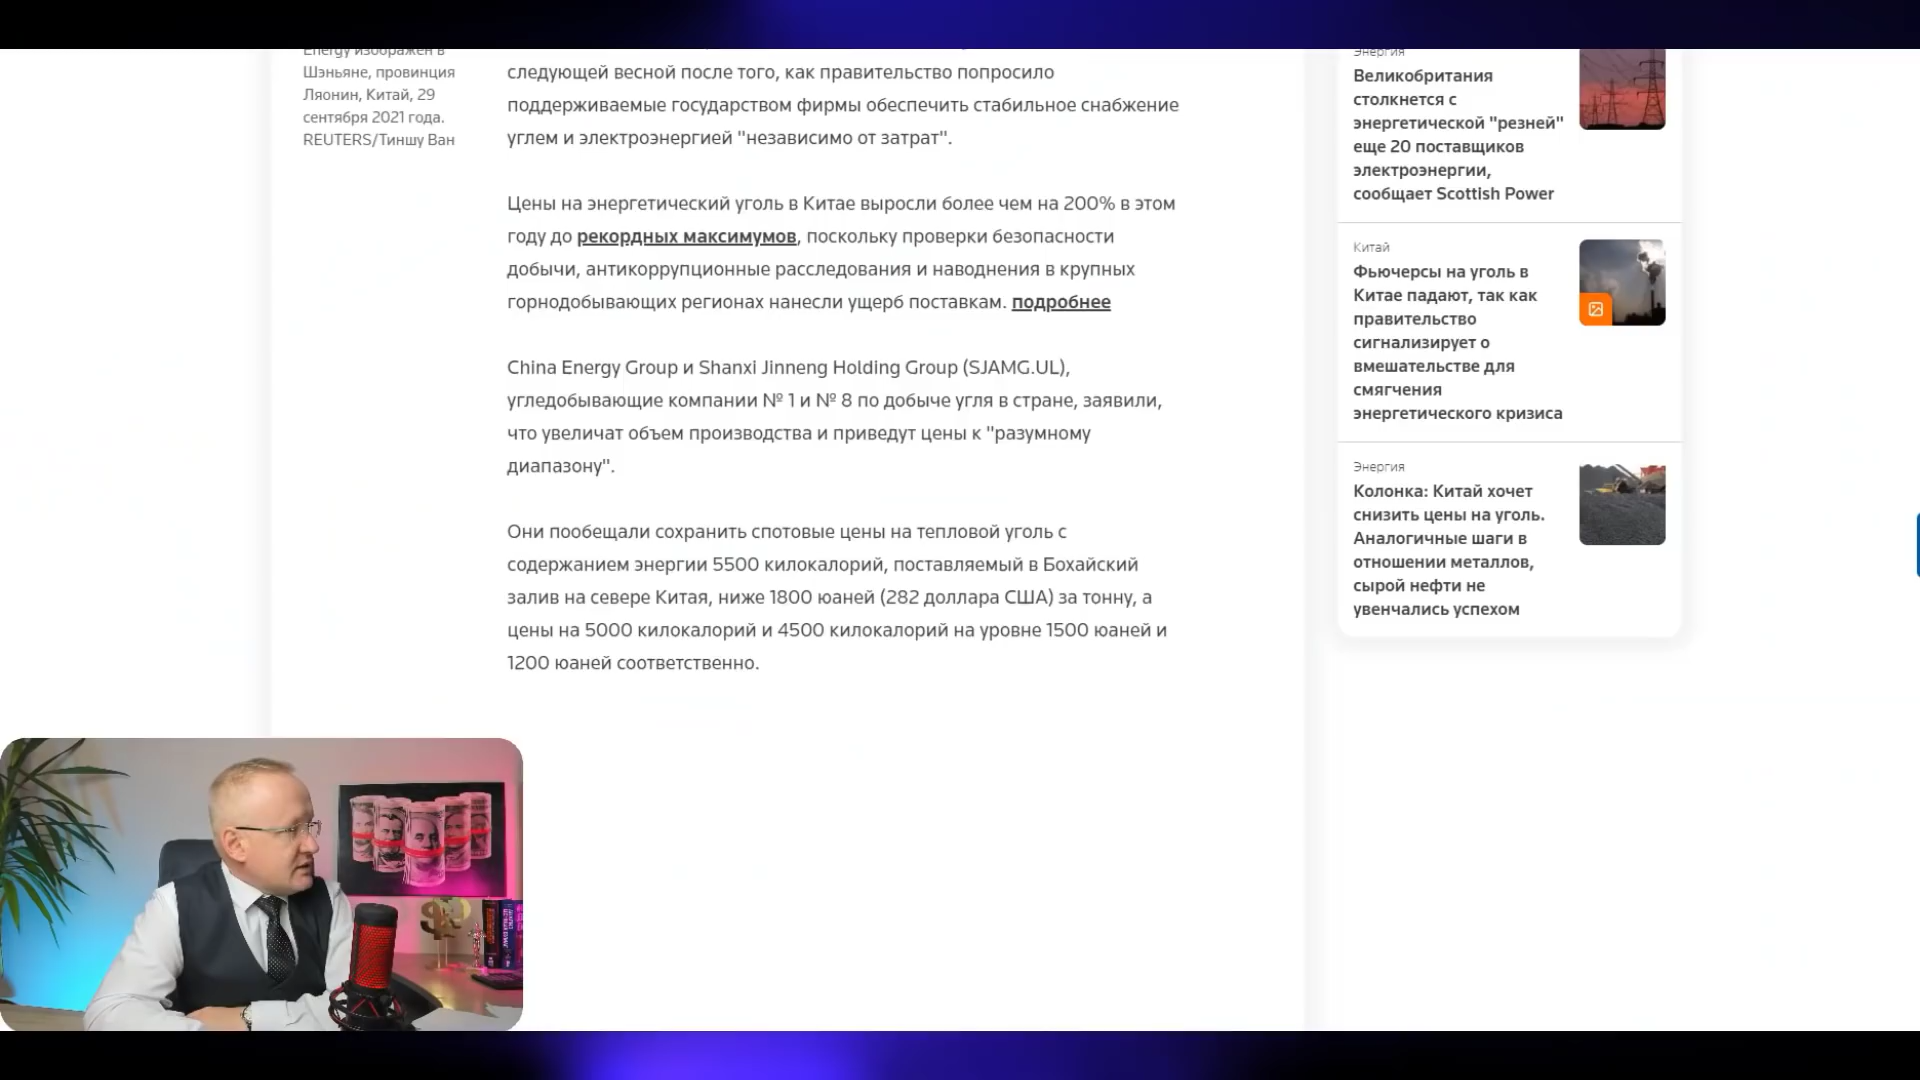 Energy изображен в
Шэньяне, провинция
Ляонин, Китай, 29
сентября 2021 года.
REUTERS/Тиншу Ван
следующей весной после того, как правительство попросило
поддерживаемые государством фирмы обеспечить стабильное снабжение
углем и электроэнергией "независимо от затрат".
Цены на энергетический уголь в Китае выросли более чем на 200% в этом
году до рекордных максимумов, поскольку проверки безопасности
добычи, антикоррупционные расследования и наводнения в крупных
горнодобывающих регионах нанесли ущерб поставкам. подробнее
China Energy Group и Shanxi Jinneng Holding Group (SJAMG.UL),
угледобывающие компании № 1 и № 8 по добыче угля в стране, заявили,
что увеличат объем производства и приведут цены к "разумному
диапазону".
Они пообещали сохранить спотовые цены на тепловой уголь с
содержанием энергии 5500 килокалорий, поставляемый в Бохайский
залив на севере Китая, ниже 1800 юаней (282 доллара США) за тонну, а
цены на 5000 килокалорий и 4500 килокалорий на уровне 1500 юаней и
1200 юаней соответственно.
Энергия
Великобритания
столкнется с
энергетической "резней"
еще 20 поставщиков
электроэнергии,
сообщает Scottish Power
Китай
Фьючерсы на уголь в
Китае падают, так как
правительство
сигнализирует о
вмешательстве для
смягчения
энергетического кризиса
Энергия
Колонка: Китай хочет
снизить цены на уголь.
Аналогичные шаги в
отношении металлов,
сырой нефти не
увенчались успехом